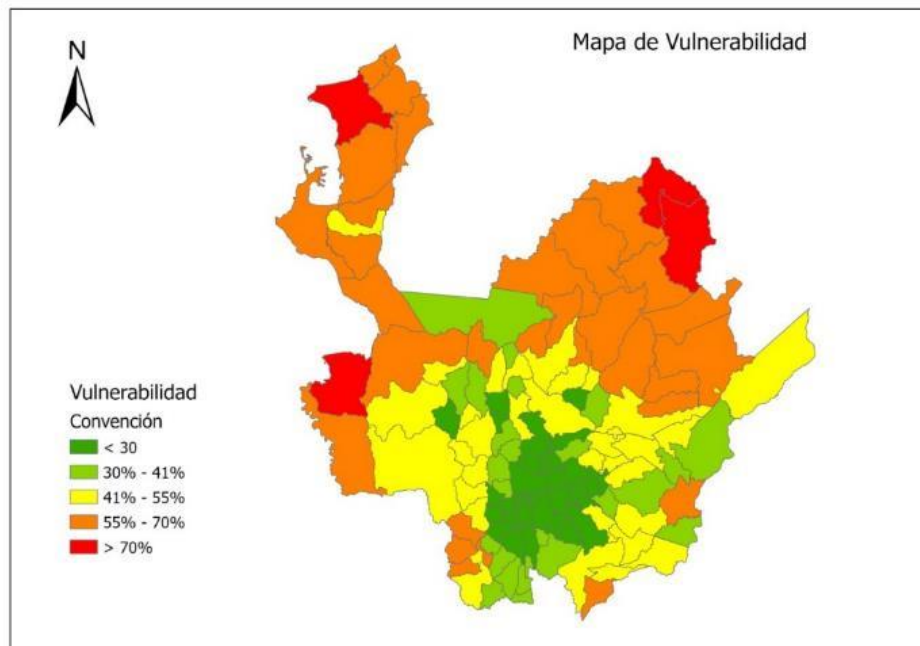 N
Mapa de Vulnerabilidad
Vulnerabilidad
Convención
< 30
30% - 41%
41% - 55%
55% - 70%
> 70%